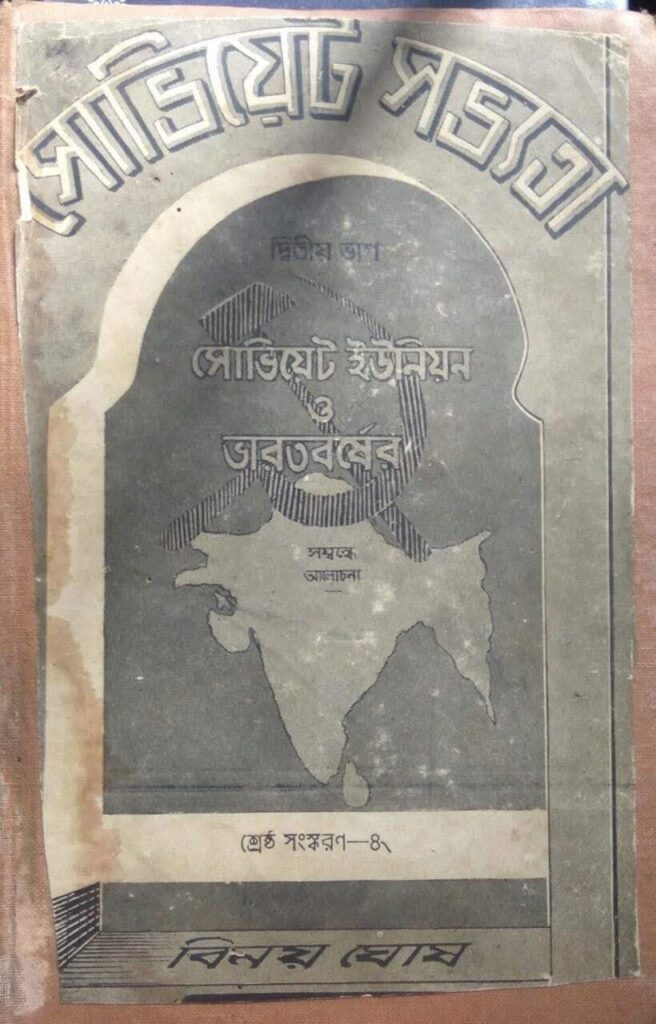 সোভিয়েট সভ্যতা
দ্বিতীয় ভাগ
সোভিয়েট ইউনিয়ন
ও
ভারতবর্ষের
সম্বন্ধে
আলোচনা
শ্রেষ্ঠ সংস্করণ—৪৲
বিনয় ঘোষ